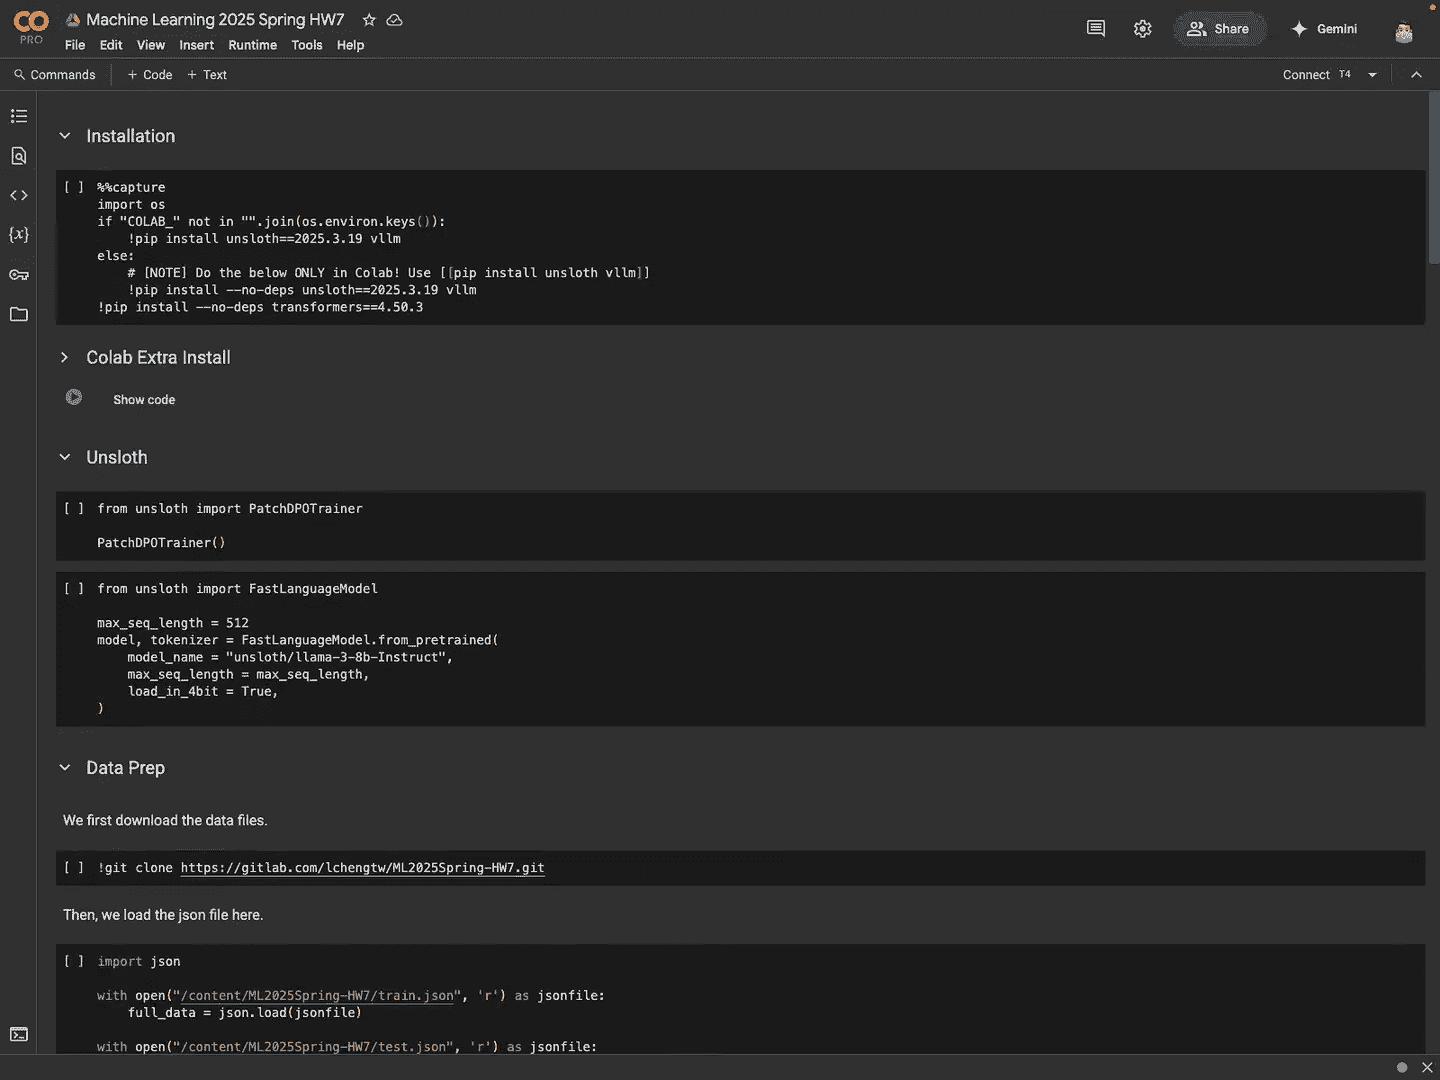 CO
PRO
Machine Learning 2025 Spring HW7
File Edit View Insert Runtime Tools Help
Share
Gemini
Commands
+ Code + Text
Connect T4
Installation
[ ] %%capture
import os
if "COLAB_" not in "".join(os.environ.keys()):
    !pip install unsloth==2025.3.19 vllm
else:
    # [NOTE] Do the below ONLY in Colab! Use [[pip install unsloth vllm]]
    !pip install --no-deps unsloth==2025.3.19 vllm
!pip install --no-deps transformers==4.50.3
Colab Extra Install
Show code
Unsloth
[ ] from unsloth import PatchDPOTrainer
PatchDPOTrainer()
[ ] from unsloth import FastLanguageModel
max_seq_length = 512
model, tokenizer = FastLanguageModel.from_pretrained(
    model_name = "unsloth/llama-3-8b-Instruct",
    max_seq_length = max_seq_length,
    load_in_4bit = True,
)
Data Prep
We first download the data files.
[ ] !git clone https://gitlab.com/lchengtw/ML2025Spring-HW7.git
Then, we load the json file here.
[ ] import json
with open("/content/ML2025Spring-HW7/train.json", 'r') as jsonfile:
    full_data = json.load(jsonfile)
with open("/content/ML2025Spring-HW7/test.json", 'r') as jsonfile: